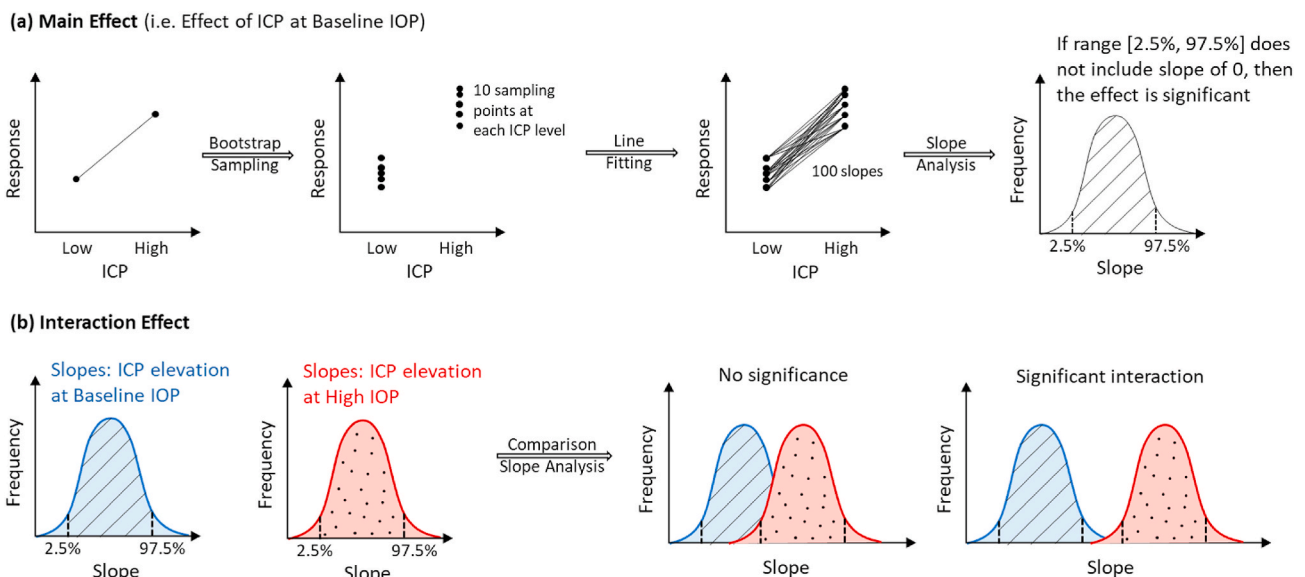 (a) Main Effect (i.e. Effect of ICP at Baseline IOP)
Response
Low High
ICP
Bootstrap
Sampling
Response
10 sampling
points at
each ICP level
Low High
ICP
Line
Fitting
Response
100 slopes
Low High
ICP
Slope
Analysis
If range [2.5%, 97.5%] does
not include slope of 0, then
the effect is significant
Frequency
2.5% 97.5%
Slope
(b) Interaction Effect
Slopes: ICP elevation
at Baseline IOP
Frequency
2.5% 97.5%
Slope
Slopes: ICP elevation
at High IOP
Frequency
2.5% 97.5%
Slope
Comparison
Slope Analysis
No significance
Frequency
Slope
Significant interaction
Frequency
Slope